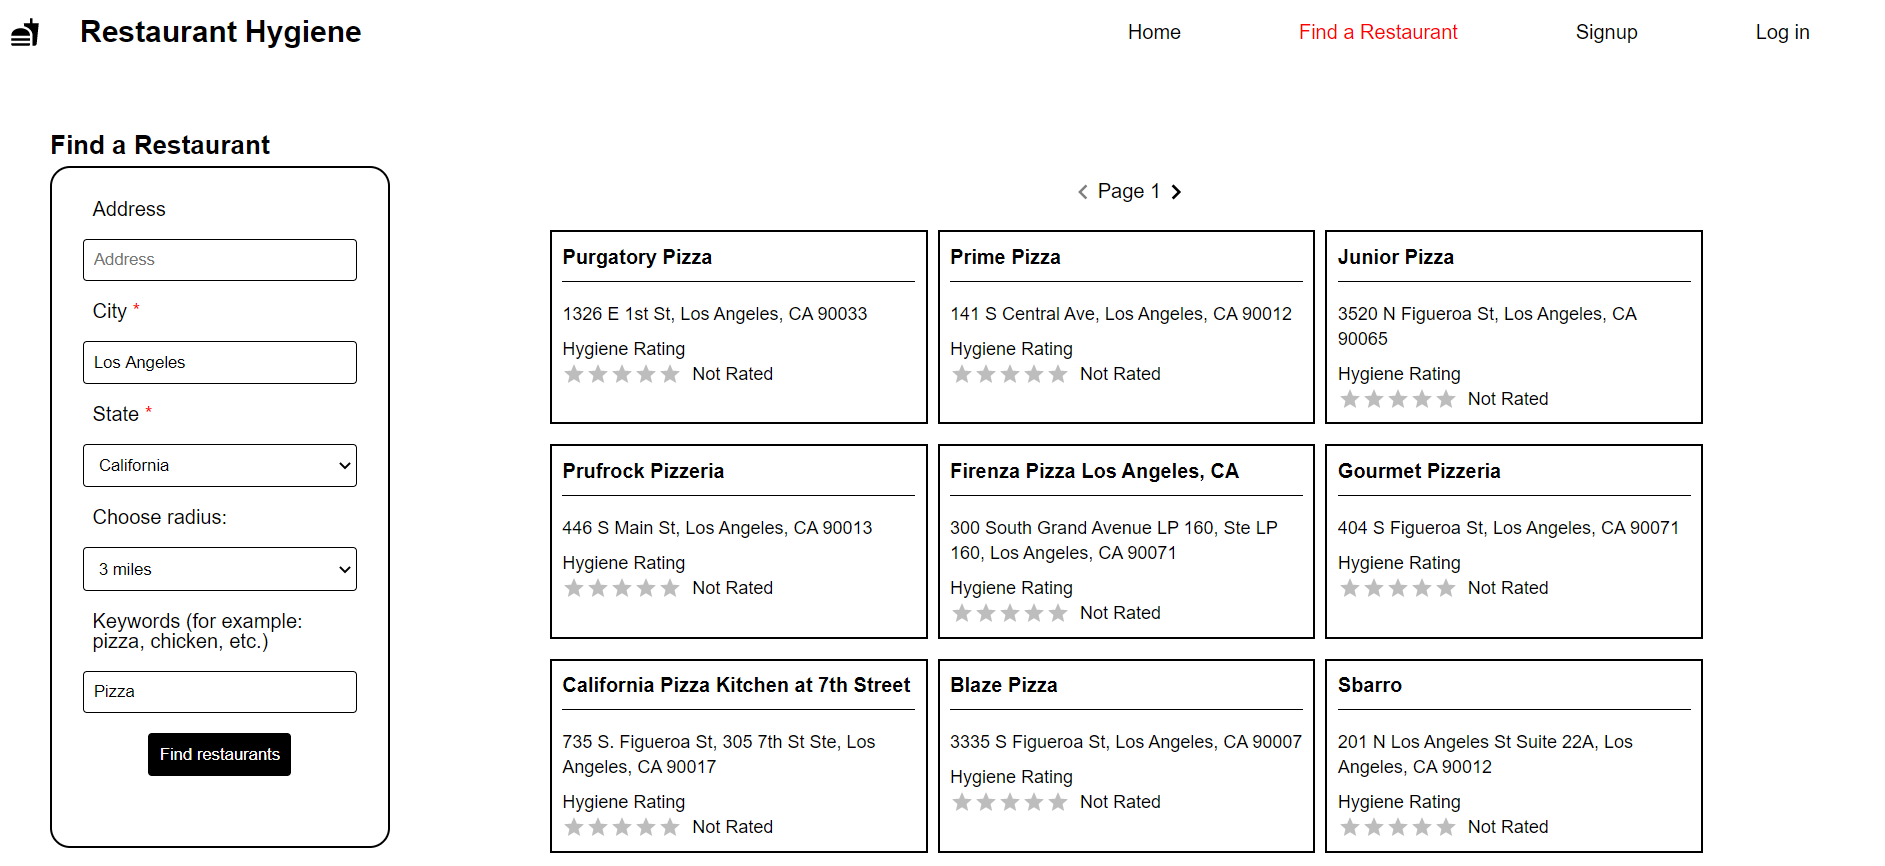 Restaurant Hygiene
Home
Find a Restaurant
Signup
Log in
Find a Restaurant
Address
Address
City *
Los Angeles
State *
California
Choose radius:
3 miles
Keywords (for example:
pizza, chicken, etc.)
Pizza
Find restaurants
Page 1
Purgatory Pizza
1326 E 1st St, Los Angeles, CA 90033
Hygiene Rating
Not Rated
Prime Pizza
141 S Central Ave, Los Angeles, CA 90012
Hygiene Rating
Not Rated
Junior Pizza
3520 N Figueroa St, Los Angeles, CA
90065
Hygiene Rating
Not Rated
Prufrock Pizzeria
446 S Main St, Los Angeles, CA 90013
Hygiene Rating
Not Rated
Firenza Pizza Los Angeles, CA
300 South Grand Avenue LP 160, Ste LP
160, Los Angeles, CA 90071
Hygiene Rating
Not Rated
Gourmet Pizzeria
404 S Figueroa St, Los Angeles, CA 90071
Hygiene Rating
Not Rated
California Pizza Kitchen at 7th Street
735 S. Figueroa St, 305 7th St Ste, Los
Angeles, CA 90017
Hygiene Rating
Not Rated
Blaze Pizza
3335 S Figueroa St, Los Angeles, CA 90007
Hygiene Rating
Not Rated
Sbarro
201 N Los Angeles St Suite 22A, Los
Angeles, CA 90012
Hygiene Rating
Not Rated